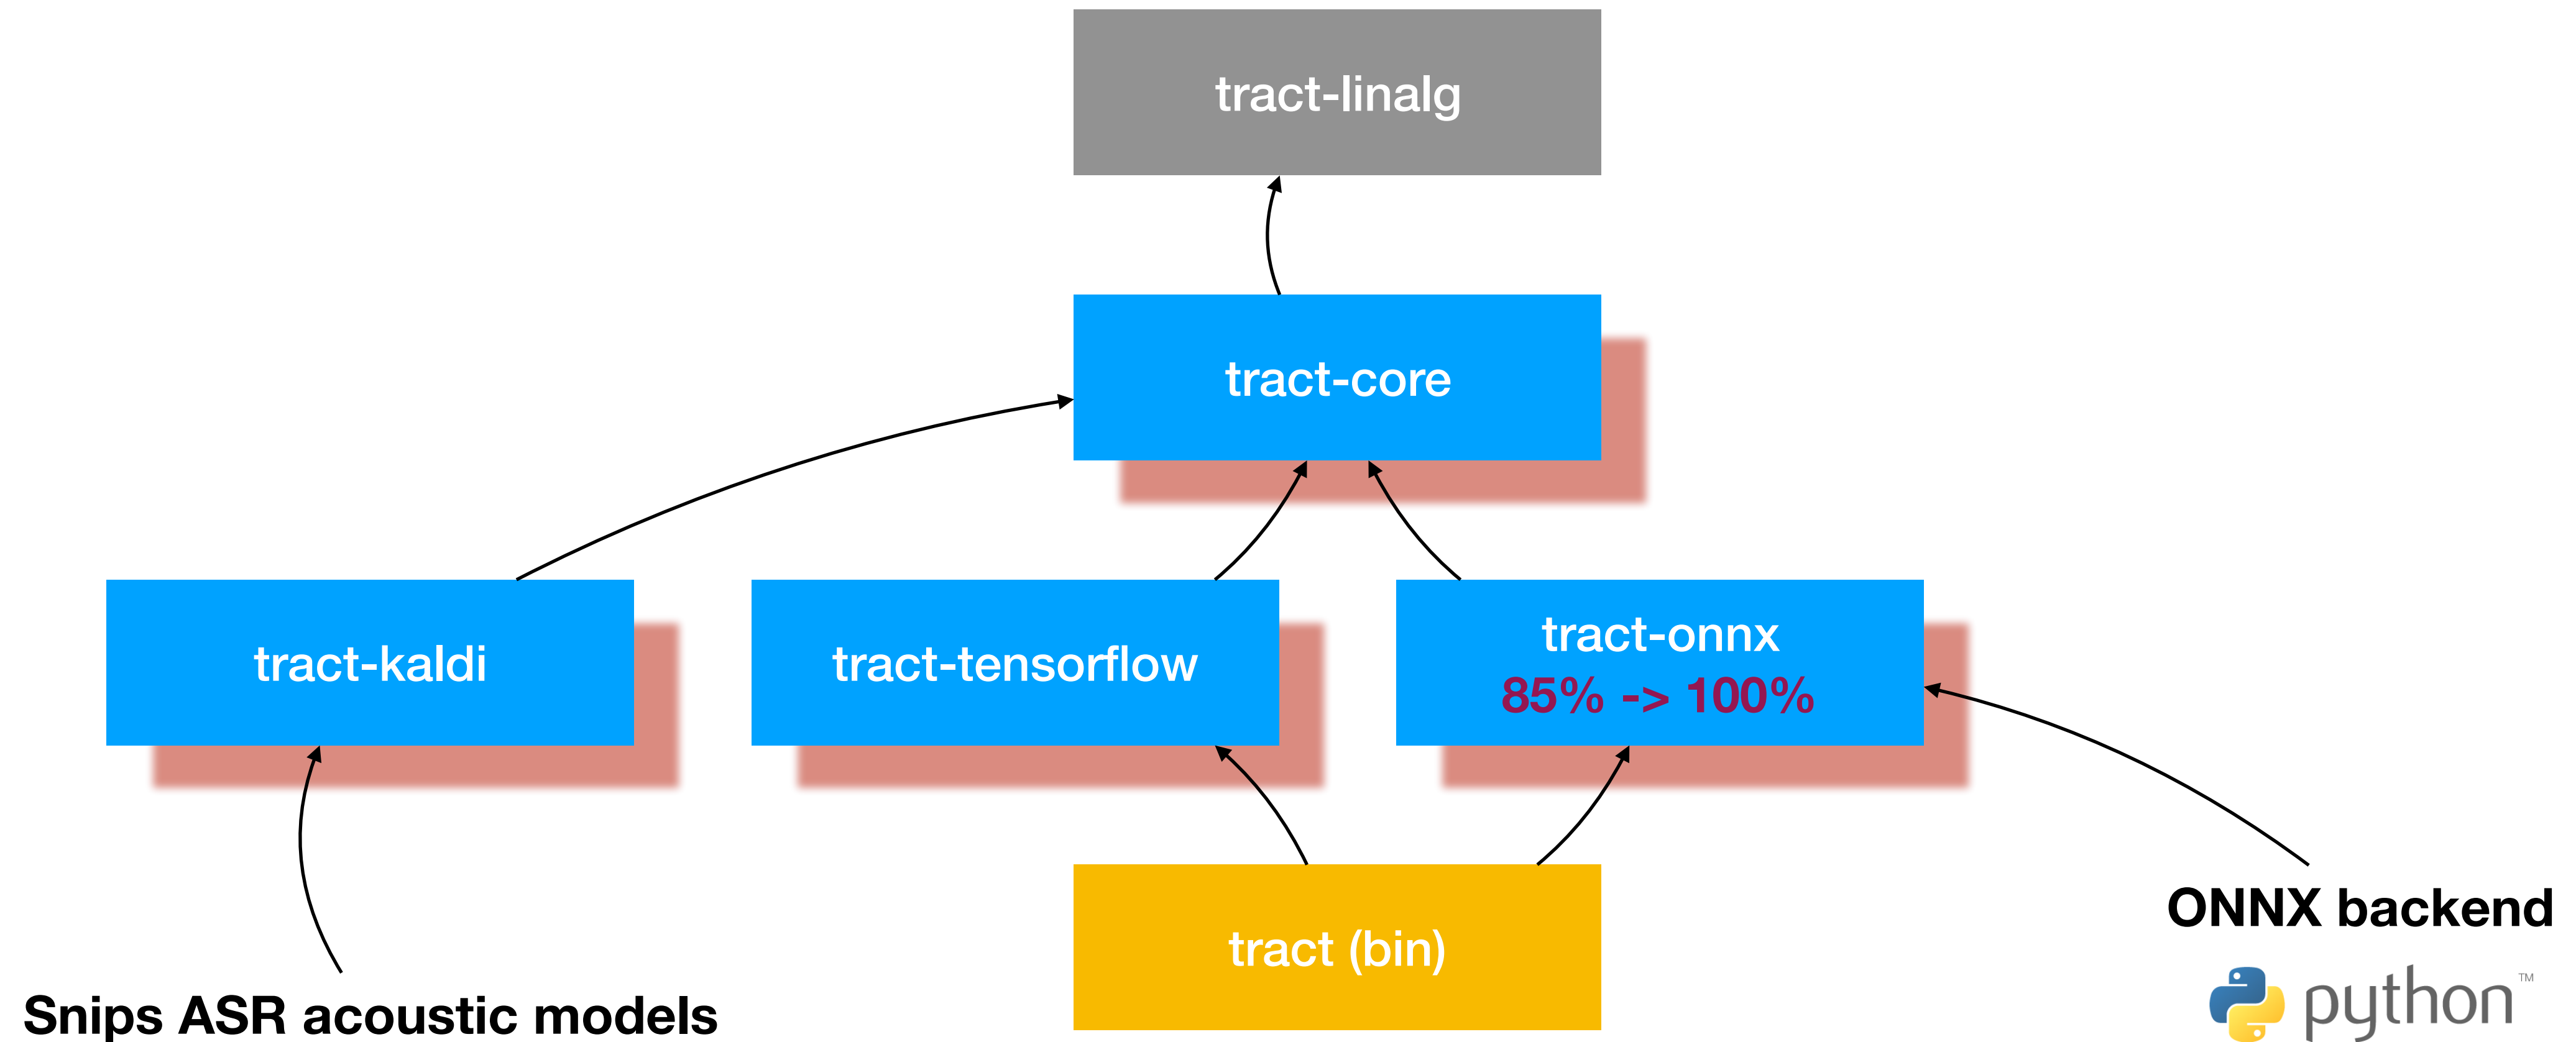 tract-linalg
tract-core
tract-kaldi
tract-tensorflow
tract-onnx
85% -> 100%
tract (bin)
ONNX backend
python™
Snips ASR acoustic models